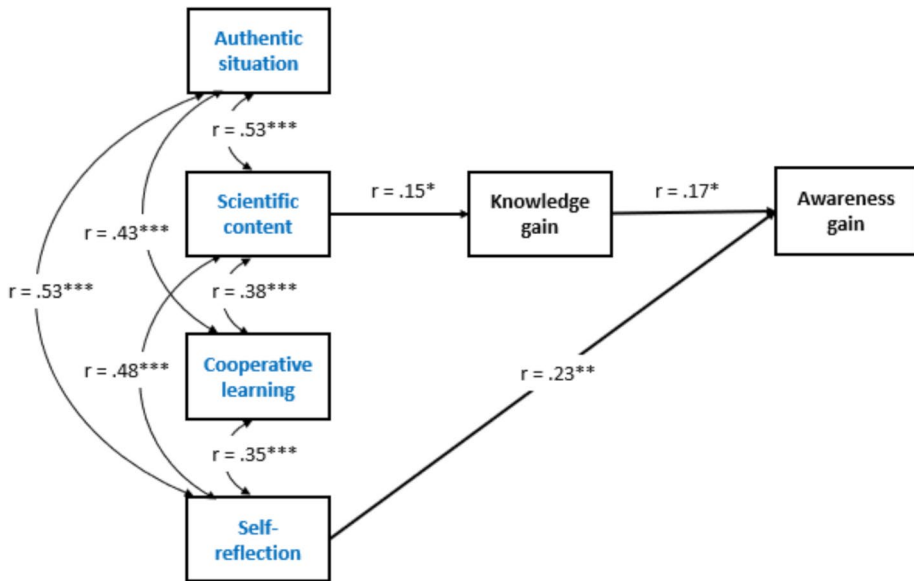 Authentic
situation
r = .53***
Scientific
content
r = .15*
Knowledge
gain
r = .17*
Awareness
gain
r = .43***
r = .38***
r = .53***
Cooperative
learning
r = .48***
r = .23**
r = .35***
Self-
reflection